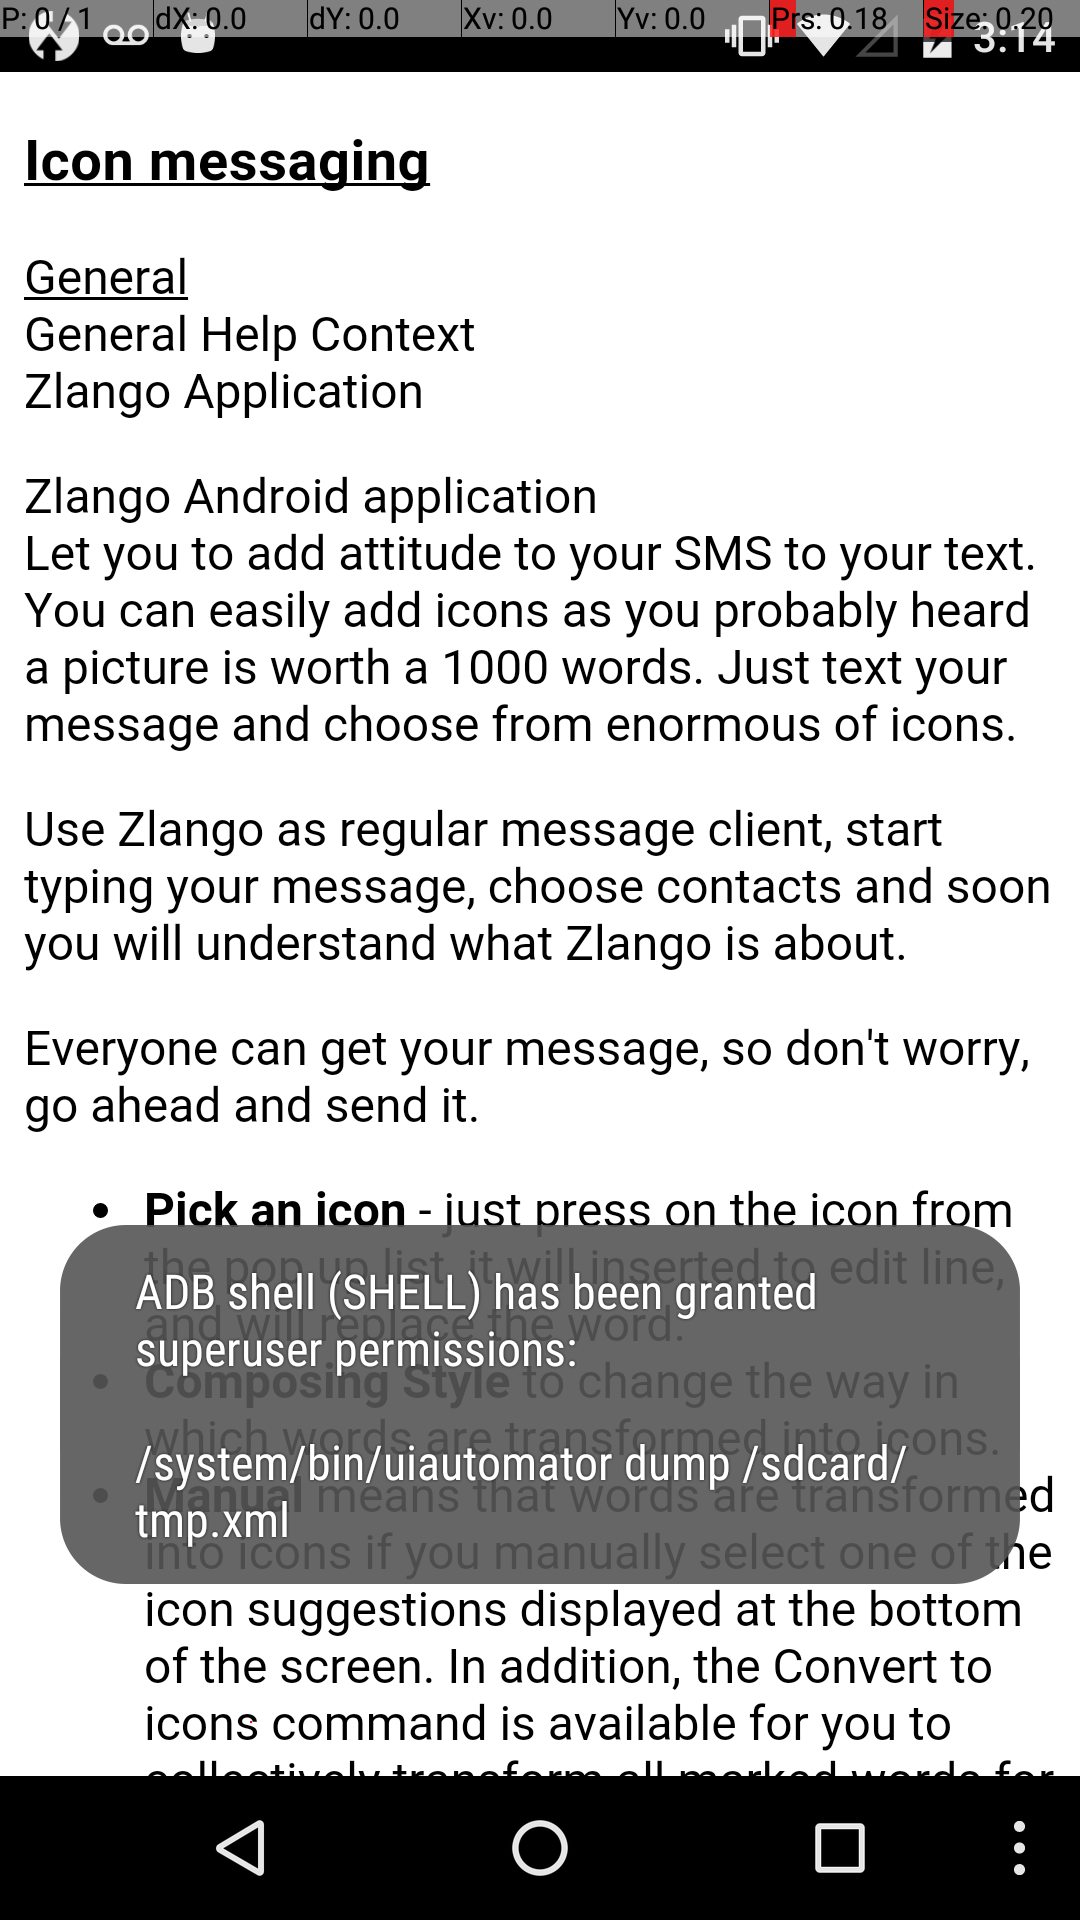 P: 0 / 1 dX: 0.0 dY: 0.0 Xv: 0.0 Yv: 0.0 Prs: 0.18 Size: 0.20
3:14
Icon messaging
General
General Help Context
Zlango Application
Zlango Android application
Let you to add attitude to your SMS to your text.
You can easily add icons as you probably heard
a picture is worth a 1000 words. Just text your
message and choose from enormous of icons.
Use Zlango as regular message client, start
typing your message, choose contacts and soon
you will understand what Zlango is about.
Everyone can get your message, so don't worry,
go ahead and send it.
• Pick an icon - just press on the icon from
the pop up list, it will inserted to edit line,
and will replace the word.
• Composing Style to change the way in
which words are transformed into icons.
• Manual means that words are transformed
into icons if you manually select one of the
icon suggestions displayed at the bottom
of the screen. In addition, the Convert to
icons command is available for you to
collectively transform all marked words for
ADB shell (SHELL) has been granted
superuser permissions:
/system/bin/uiautomator dump /sdcard/
tmp.xml